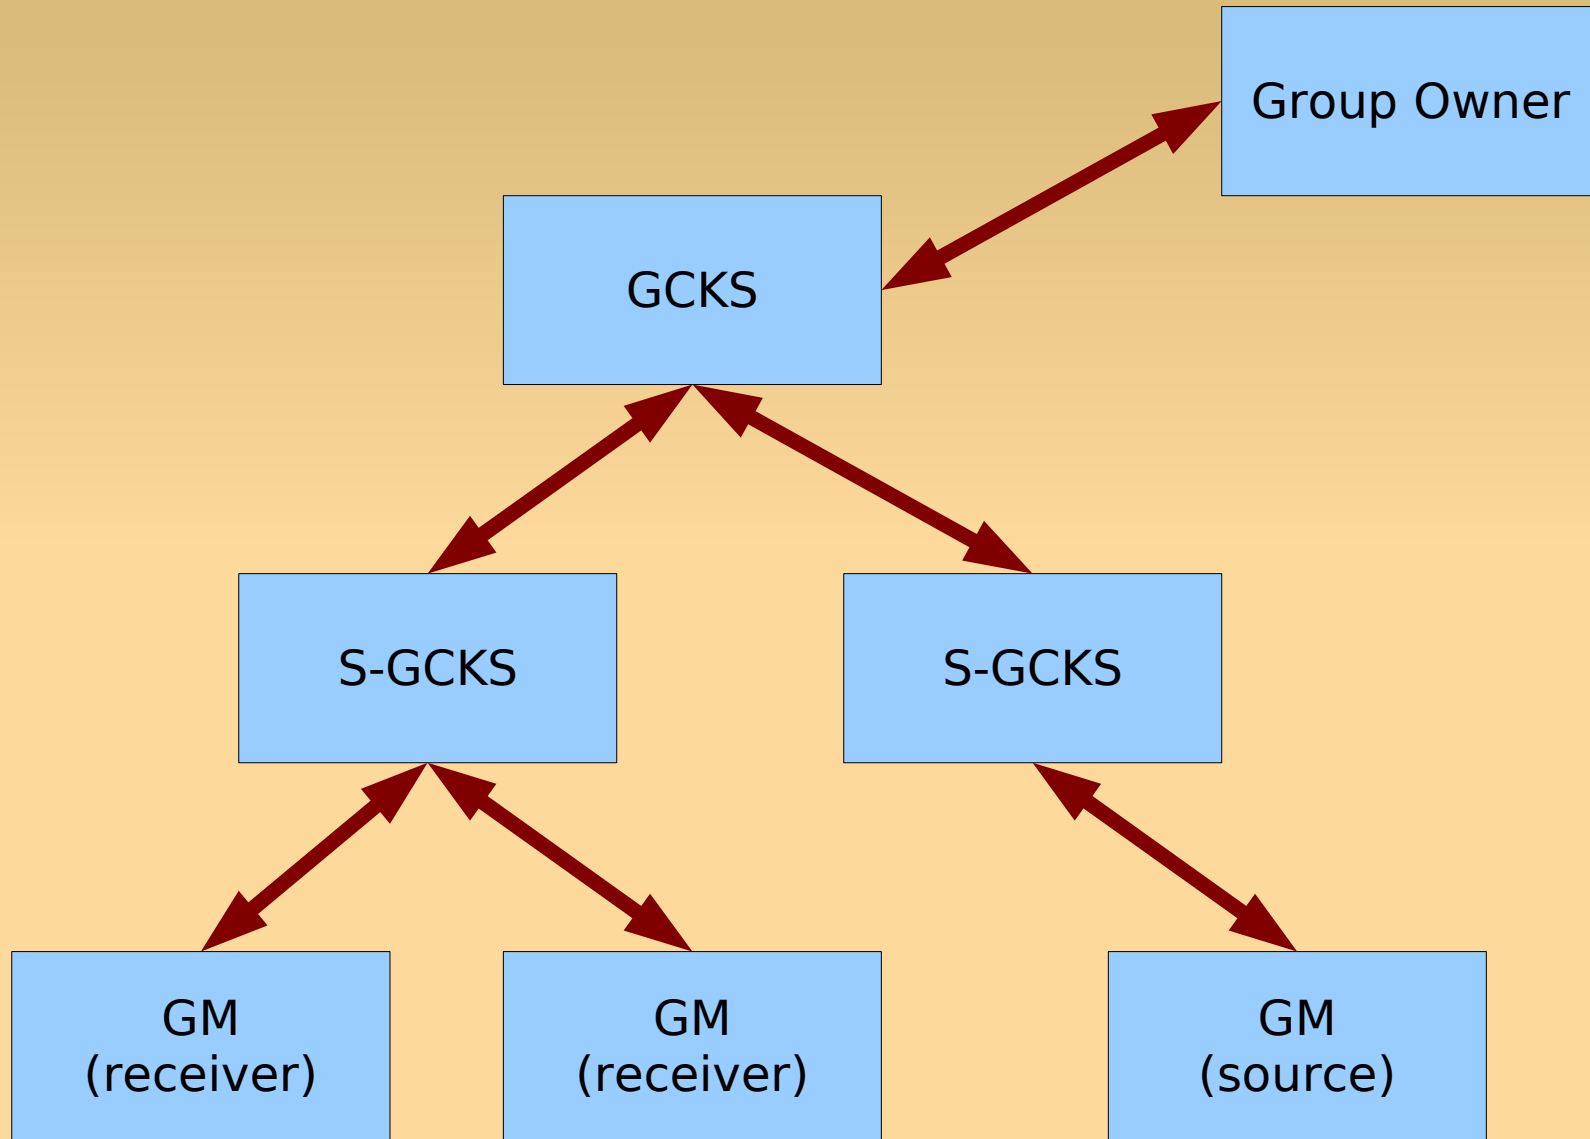 Group Owner
GCKS
S-GCKS
S-GCKS
GM
(receiver)
GM
(receiver)
GM
(source)